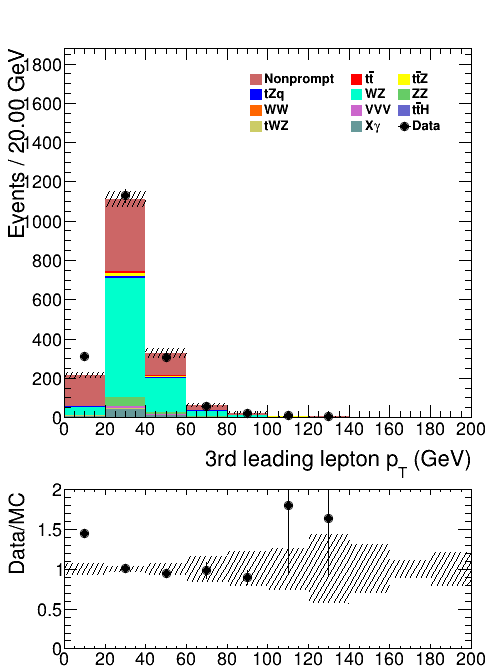 Events / 20.00 GeV
1800
1600
1400
1200
1000
800
600
400
200
0
Nonprompt tt̄ tt̄Z
tZq WZ ZZ
WW VVV tt̄H
tWZ Xγ Data
0 20 40 60 80 100 120 140 160 180 200
3rd leading lepton p_T (GeV)
Data/MC
2
1.5
1
0.5
0
0 20 40 60 80 100 120 140 160 180 200